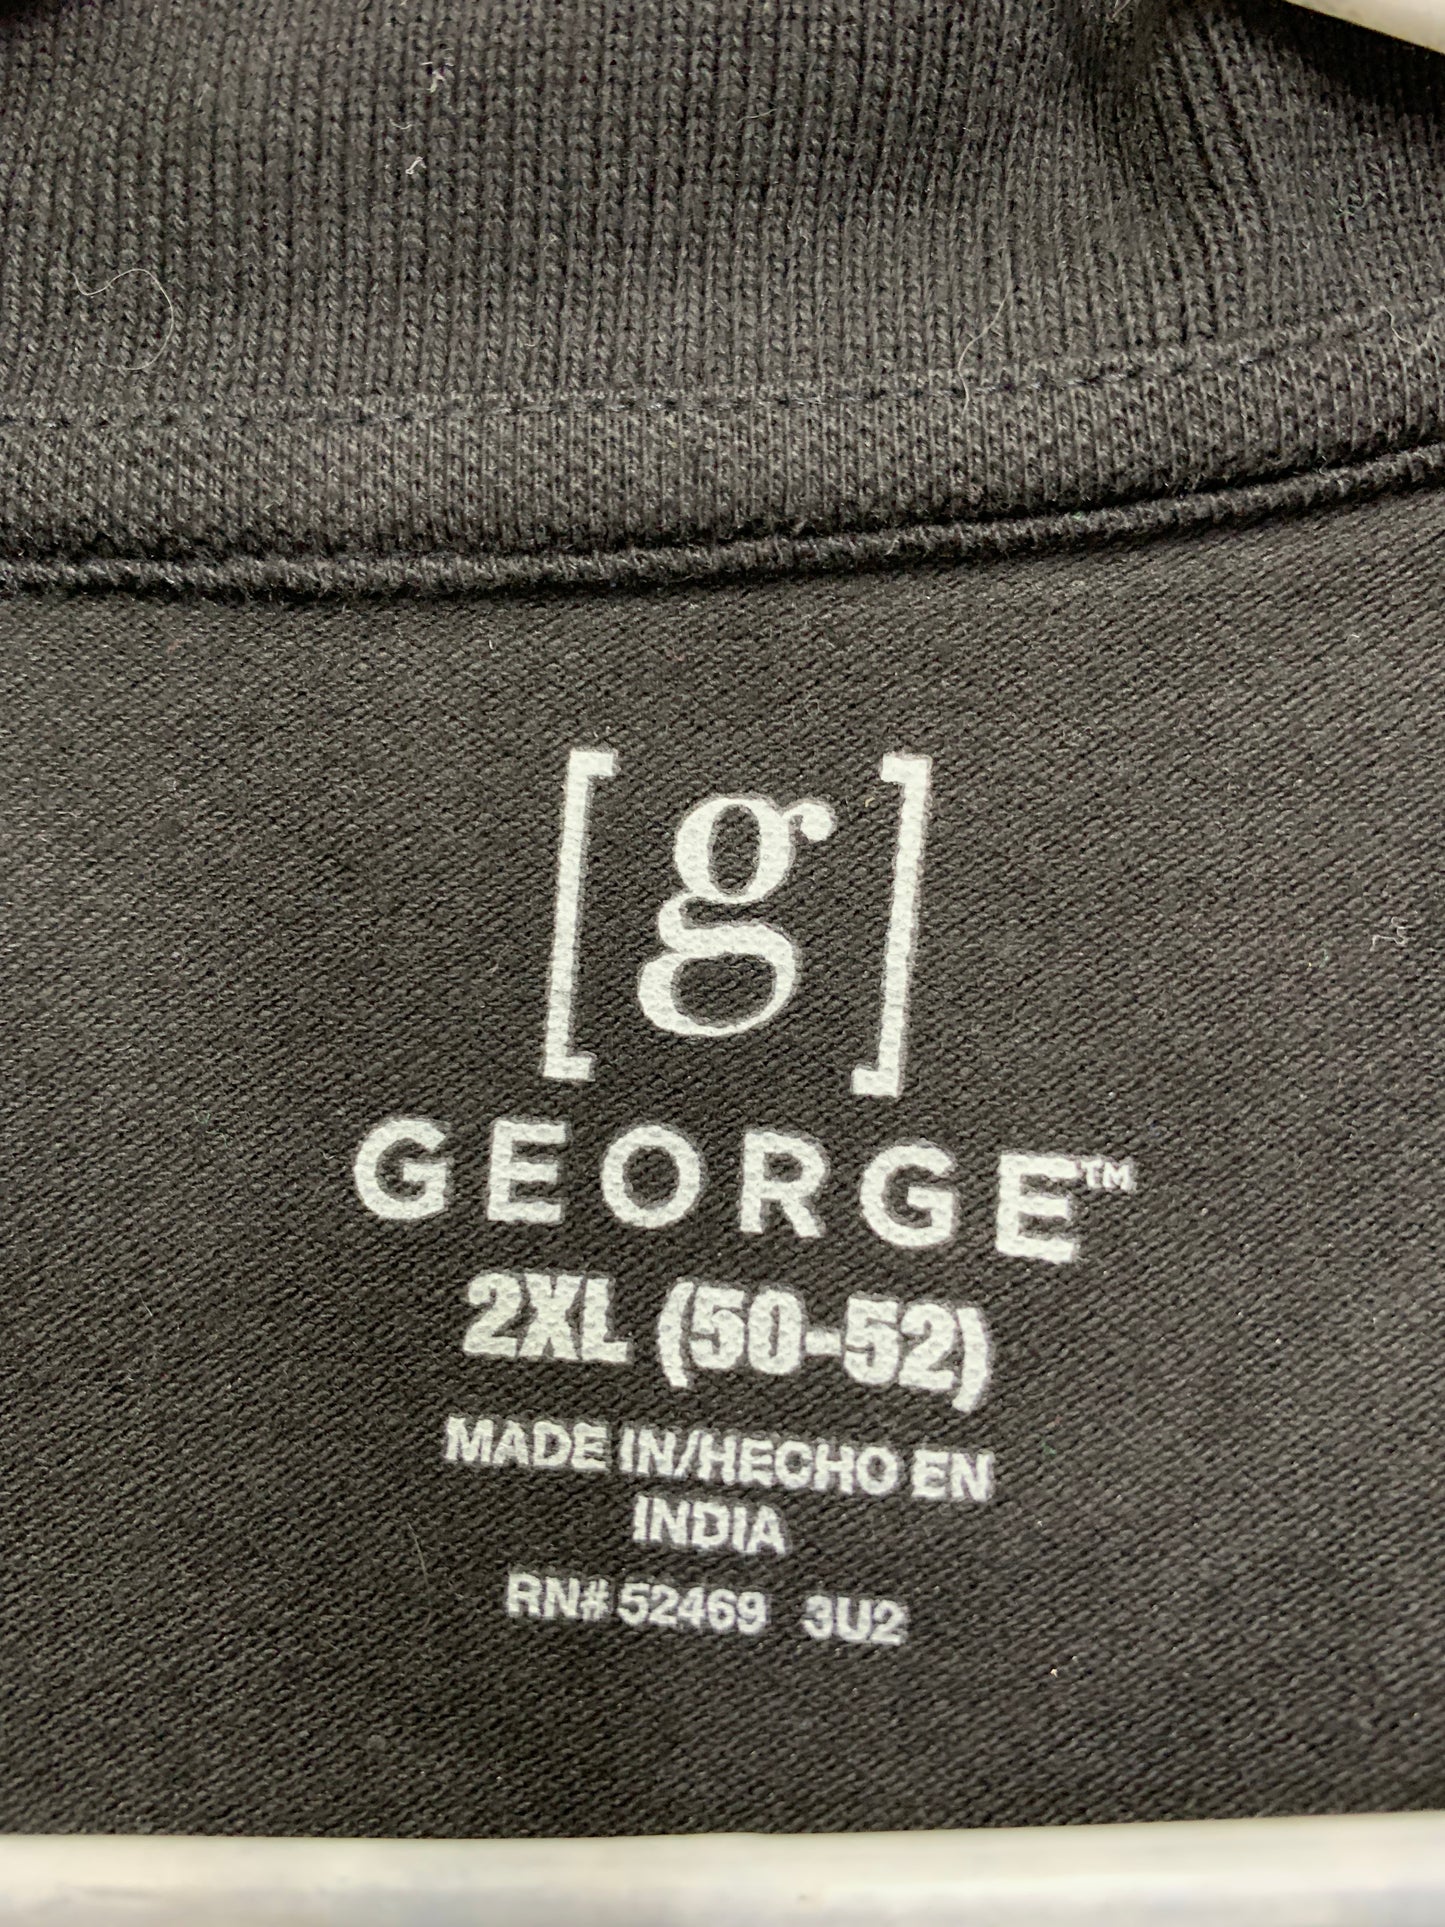 [g]
GEORGE™
2XL (50-52)
MADE IN/HECHO EN
INDIA
RN# 52469 3U2